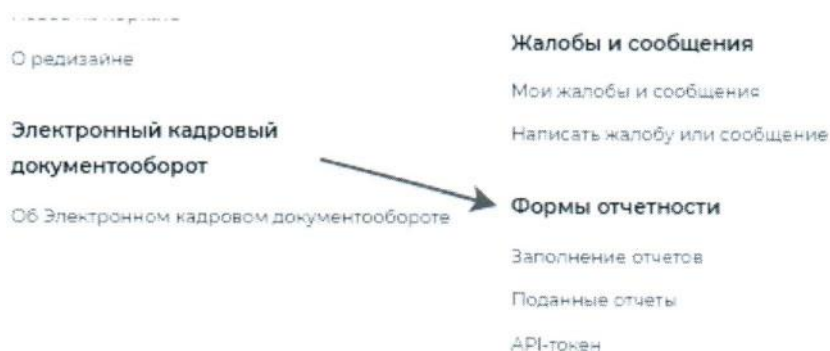 О редизайне
Электронный кадровый
документооборот
Об Электронном кадровом документообороте
Жалобы и сообщения
Мои жалобы и сообщения
Написать жалобу или сообщение
Формы отчетности
Заполнение отчетов
Поданные отчеты
API-токен